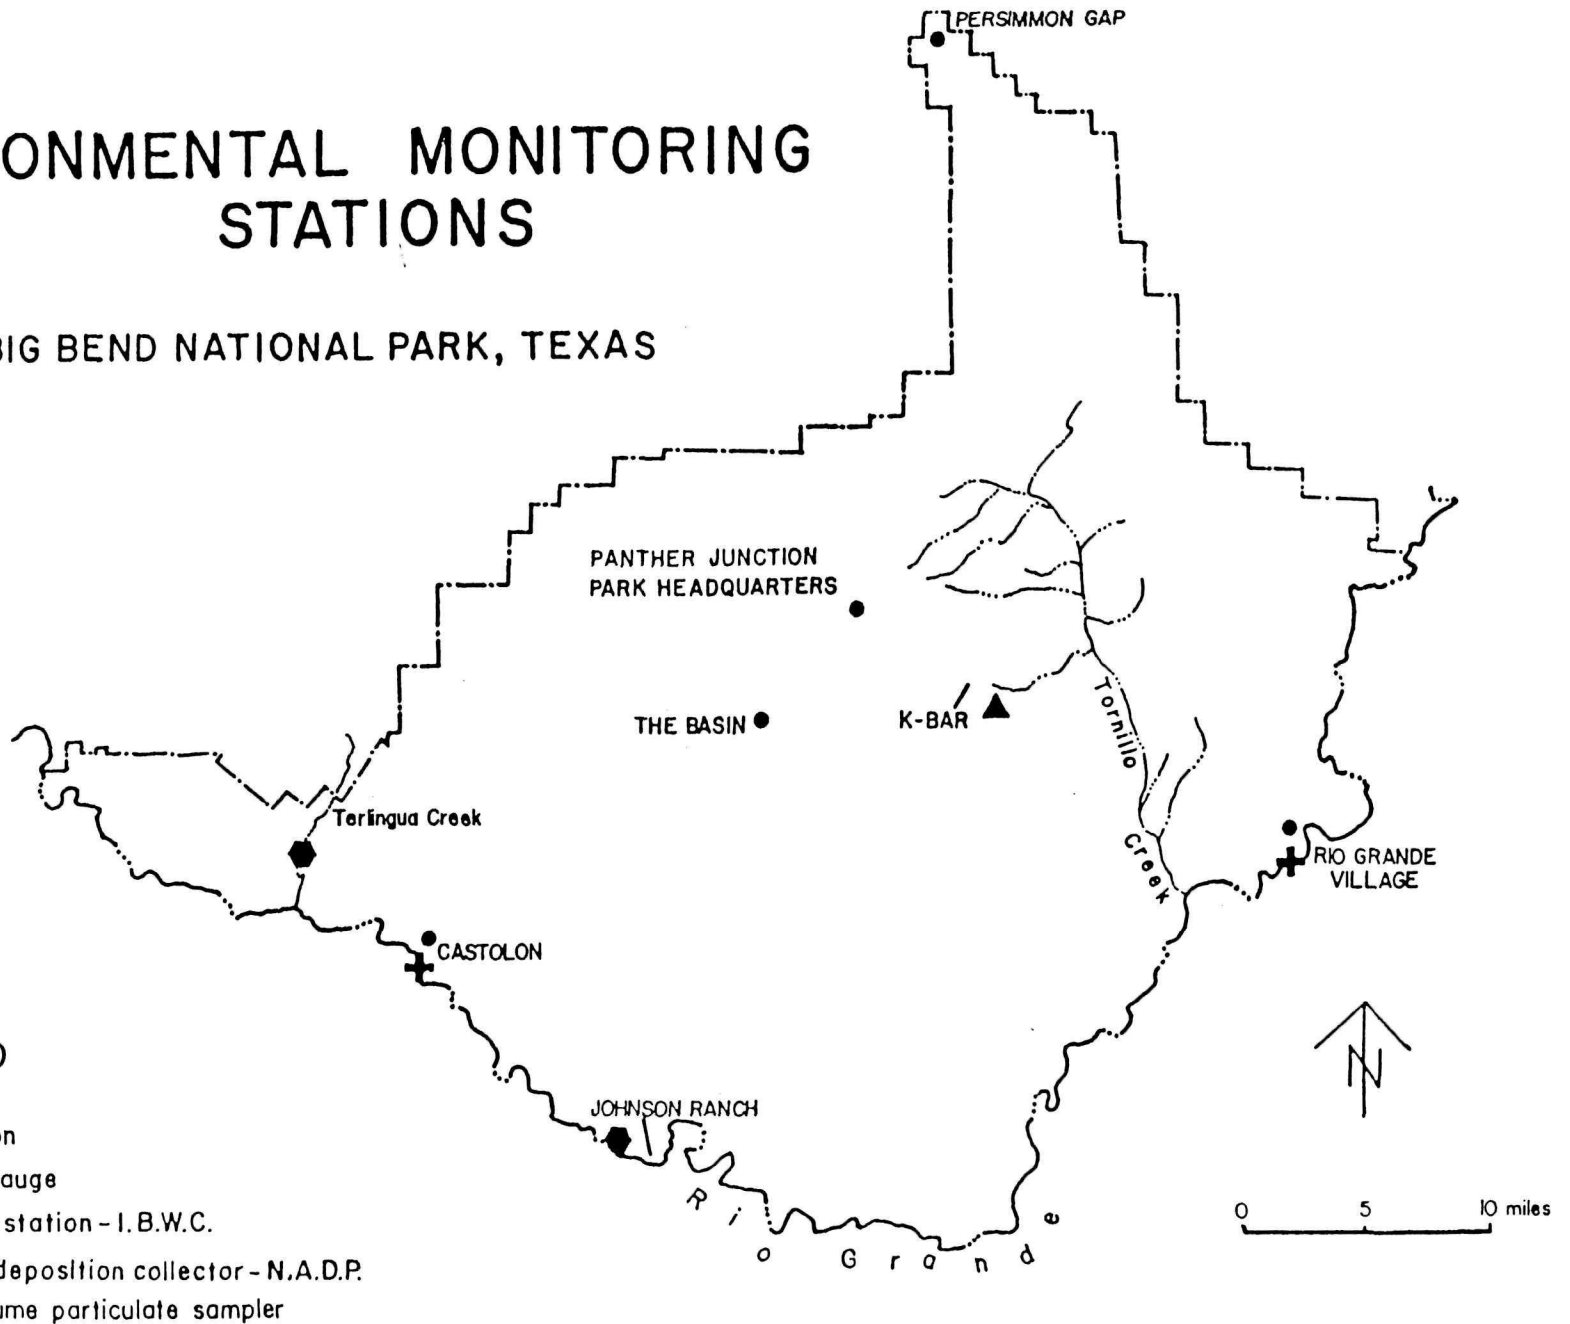 PERSIMMON GAP
ONMENTAL MONITORING
STATIONS
BIG BEND NATIONAL PARK, TEXAS
PANTHER JUNCTION
PARK HEADQUARTERS
THE BASIN
K-BAR
Tornillo
Creek
Terlingua Creek
RIO GRANDE
VILLAGE
CASTOLON
N
D
JOHNSON RANCH
on
auge
station - I.B.W.C.
deposition collector - N.A.D.P.
ume particulate sampler
Rio Grande
0 5 10 miles